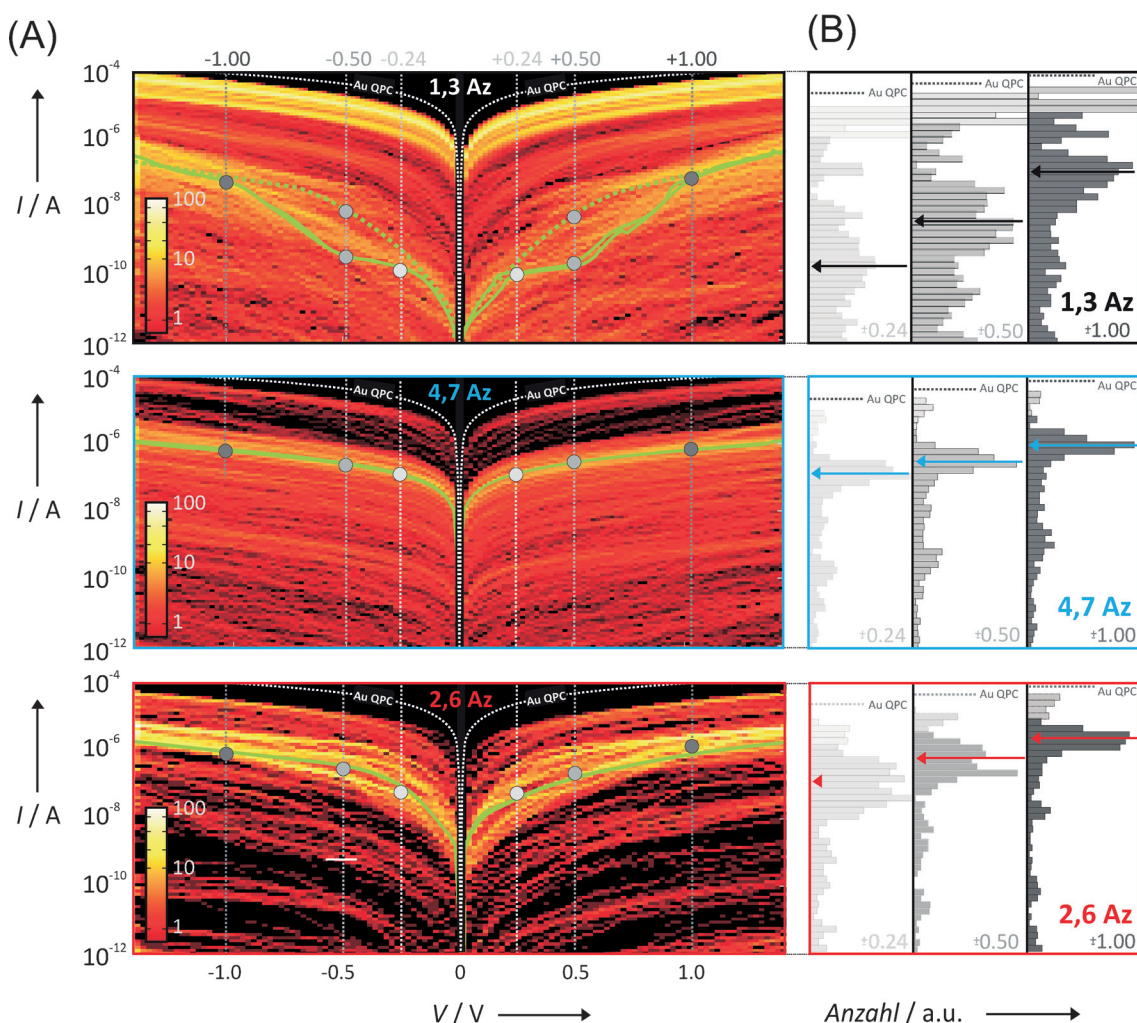 (A)
(B)
-1.00 -0.50 -0.24 +0.24 +0.50 +1.00
10⁻⁴
10⁻⁶
10⁻⁸
10⁻¹⁰
10⁻¹²
I / A
Au QPC 1,3 Az Au QPC
100
10
1
Au QPC Au QPC Au QPC
±0.24 ±0.50 ±1.00
1,3 Az
10⁻⁴
10⁻⁶
10⁻⁸
10⁻¹⁰
10⁻¹²
I / A
Au QPC 4,7 Az Au QPC
100
10
1
Au QPC Au QPC Au QPC
4,7 Az
±0.24 ±0.50 ±1.00
10⁻⁴
10⁻⁶
10⁻⁸
10⁻¹⁰
10⁻¹²
I / A
Au QPC 2,6 Az Au QPC
100
10
1
Au QPC Au QPC Au QPC
2,6 Az
±0.24 ±0.50 ±1.00
-1.0 -0.5 0 0.5 1.0
V / V
Anzahl / a.u.